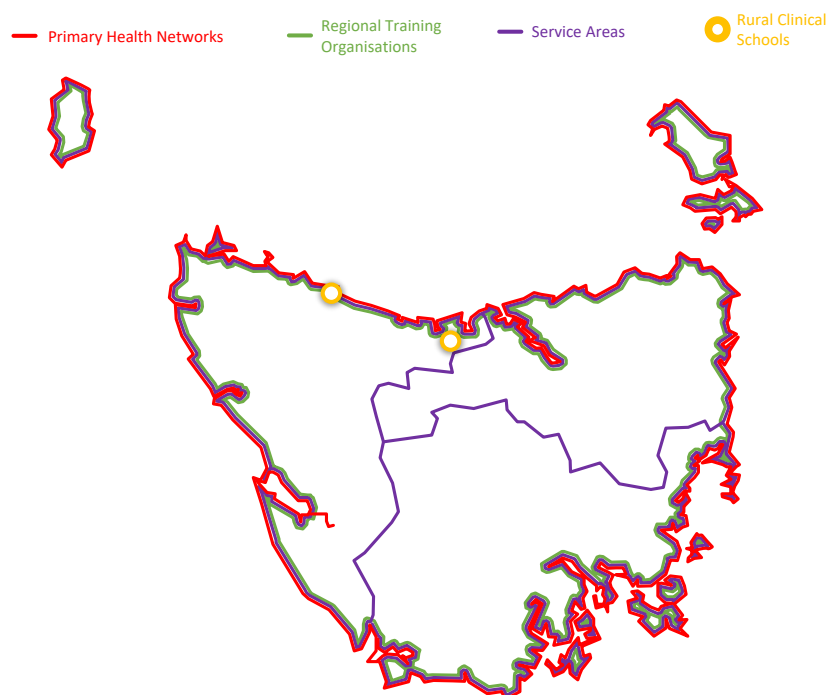 Primary Health Networks
Regional Training
Organisations
Service Areas
Rural Clinical
Schools